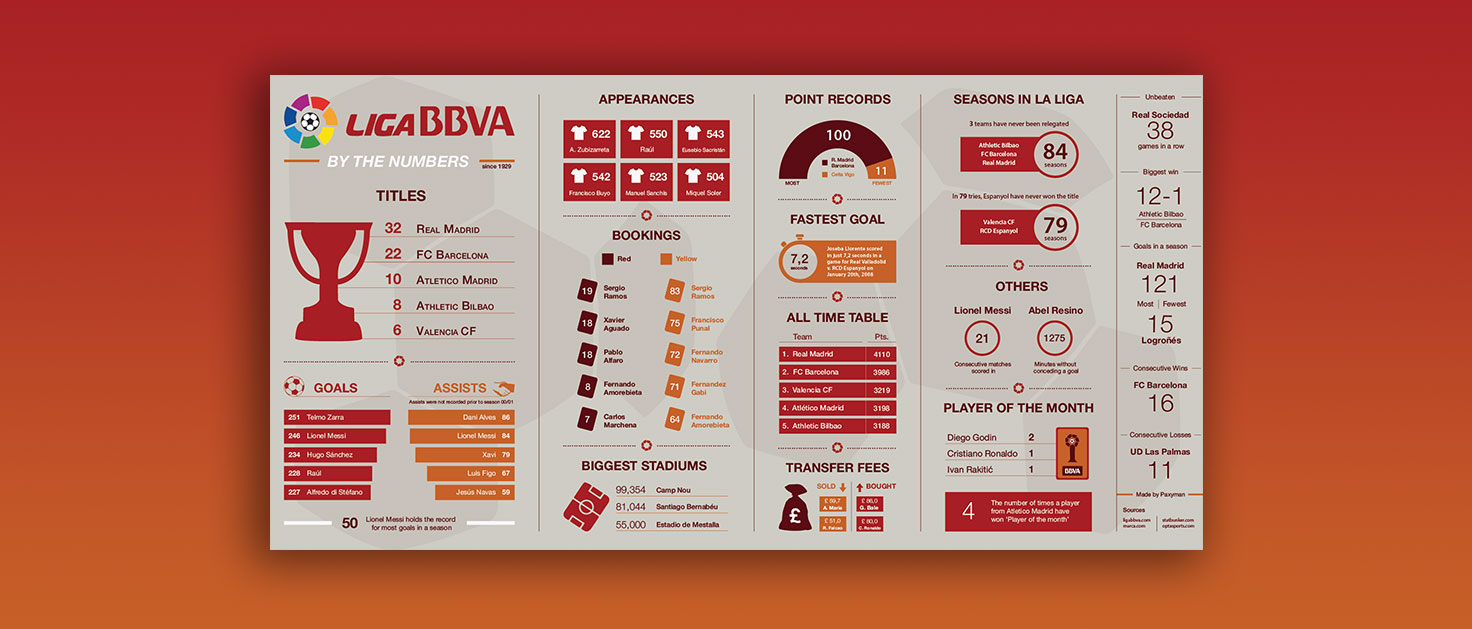 LIGA BBVA
BY THE NUMBERS
since 1929
TITLES
32 REAL MADRID
22 FC BARCELONA
10 ATLETICO MADRID
8 ATHLETIC BILBAO
6 VALENCIA CF
GOALS
251 Telmo Zarra
246 Lionel Messi
234 Hugo Sánchez
228 Raúl
227 Alfredo di Stéfano
ASSISTS
Assists were not recorded prior to season 00/01
Dani Alves 86
Lionel Messi 84
Xavi 79
Luis Figo 67
Jesús Navas 59
50 Lionel Messi holds the record
for most goals in a season
APPEARANCES
622
A. Zubizarreta
550
Raúl
543
Eusebio Sacristán
542
Francisco Buyo
523
Manuel Sanchís
504
Miquel Soler
BOOKINGS
Red
Yellow
19 Sergio
Ramos
83 Sergio
Ramos
18 Xavier
Aguado
75 Francisco
Punal
18 Pablo
Alfaro
72 Fernando
Navarro
8 Fernando
Amorebieta
71 Fernandez
Gabi
7 Carlos
Marchena
64 Fernando
Amorebieta
BIGGEST STADIUMS
99,354 Camp Nou
81,044 Santiago Bernabéu
55,000 Estadio de Mestalla
POINT RECORDS
100
R. Madrid
Barcelona
Celta Vigo
11
MOST
FEWEST
FASTEST GOAL
7,2
seconds
Joseba Llorente scored
in just 7,2 seconds in a
game for Real Valladolid
v. RCD Espanyol on
January 20th, 2008
ALL TIME TABLE
Team Pts.
1. Real Madrid 4110
2. FC Barcelona 3986
3. Valencia CF 3219
4. Atlético Madrid 3198
5. Athletic Bilbao 3188
TRANSFER FEES
SOLD
BOUGHT
£
£ 59,7
A. Maria
£ 86,0
G. Bale
£ 51,0
R. Falcao
£ 80,0
C. Ronaldo
SEASONS IN LA LIGA
3 teams have never been relegated
Athletic Bilbao
FC Barcelona
Real Madrid
84
seasons
In 79 tries, Espanyol have never won the title
Valencia CF
RCD Espanyol
79
seasons
OTHERS
Lionel Messi
21
Consecutive matches
scored in
Abel Resino
1275
Minutes without
conceding a goal
PLAYER OF THE MONTH
Diego Godin 2
Cristiano Ronaldo 1
Ivan Rakitić 1
BBVA
4
The number of times a player
from Atletico Madrid have
won 'Player of the month'
Unbeaten
Real Sociedad
38
games in a row
Biggest win
12-1
Athletic Bilbao
FC Barcelona
Goals in a season
Real Madrid
121
Most Fewest
15
Logroñés
Consecutive Wins
FC Barcelona
16
Consecutive Losses
UD Las Palmas
11
Made by Paxyman
Sources
ligabbva.com
marca.com
statbunker.com
optasports.com